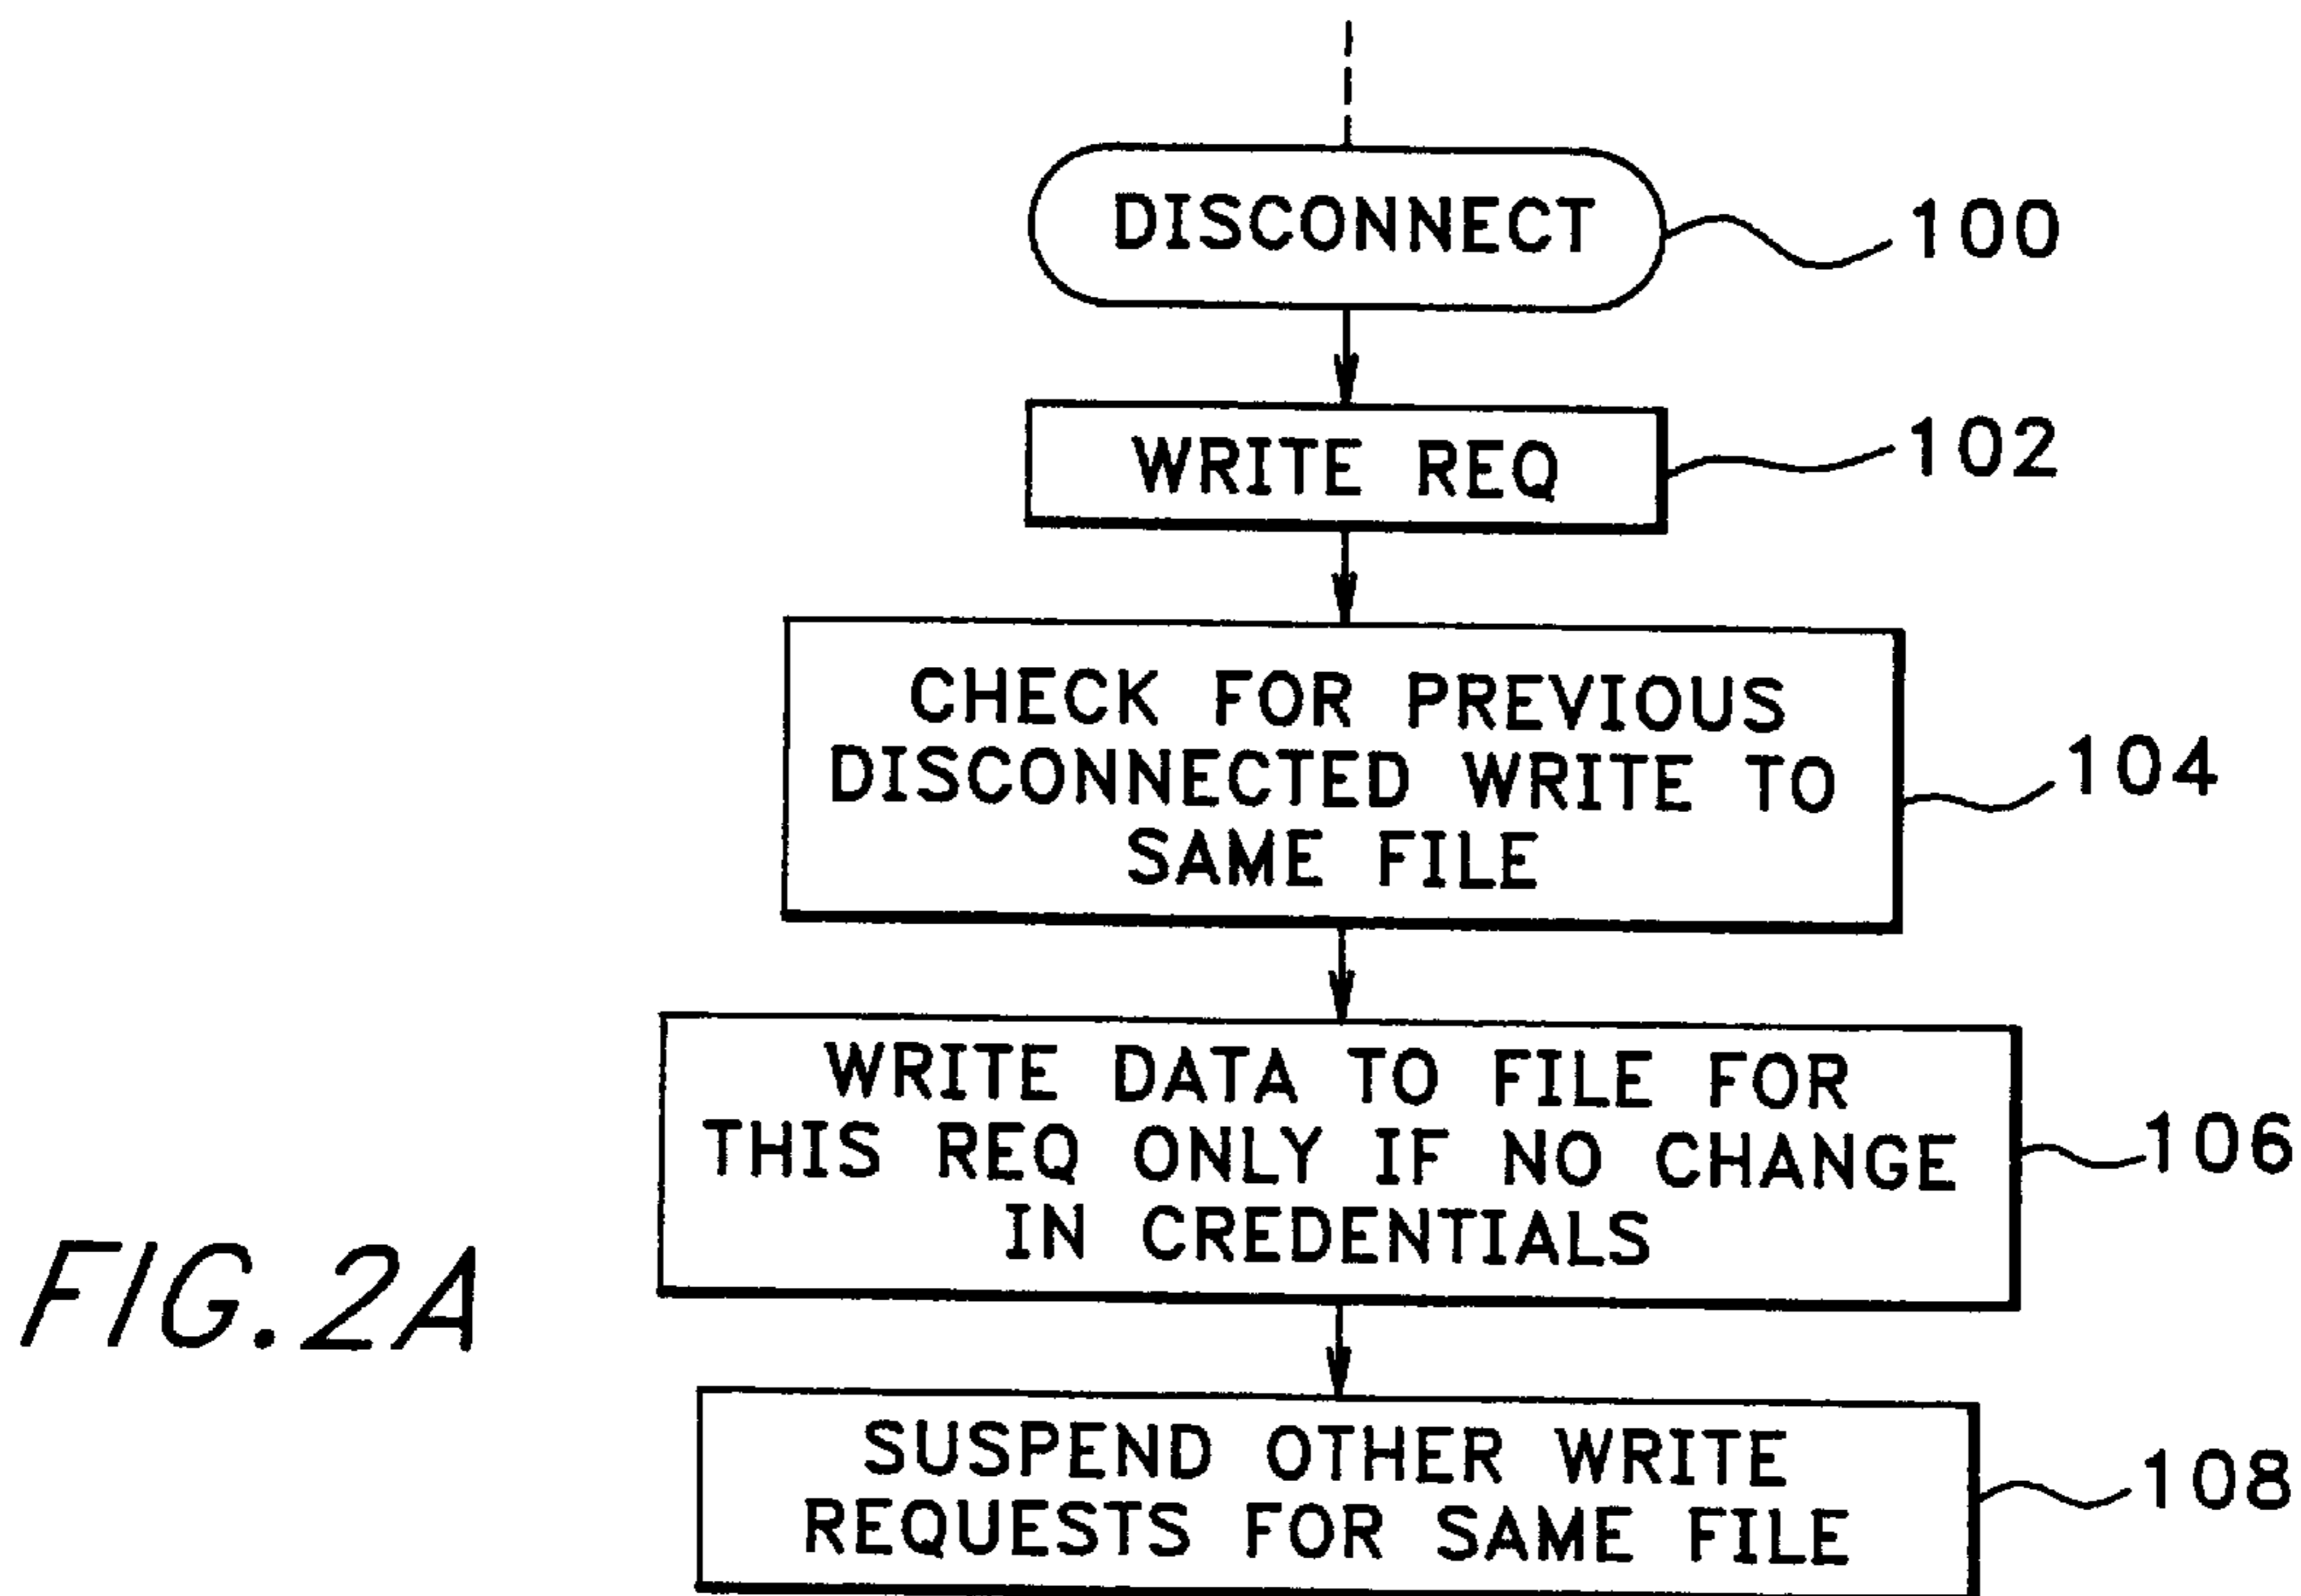 DISCONNECT
100
WRITE REQ
102
CHECK FOR PREVIOUS
DISCONNECTED WRITE TO
SAME FILE
104
WRITE DATA TO FILE FOR
THIS REQ ONLY IF NO CHANGE
IN CREDENTIALS
106
FIG.2A
SUSPEND OTHER WRITE
REQUESTS FOR SAME FILE
108